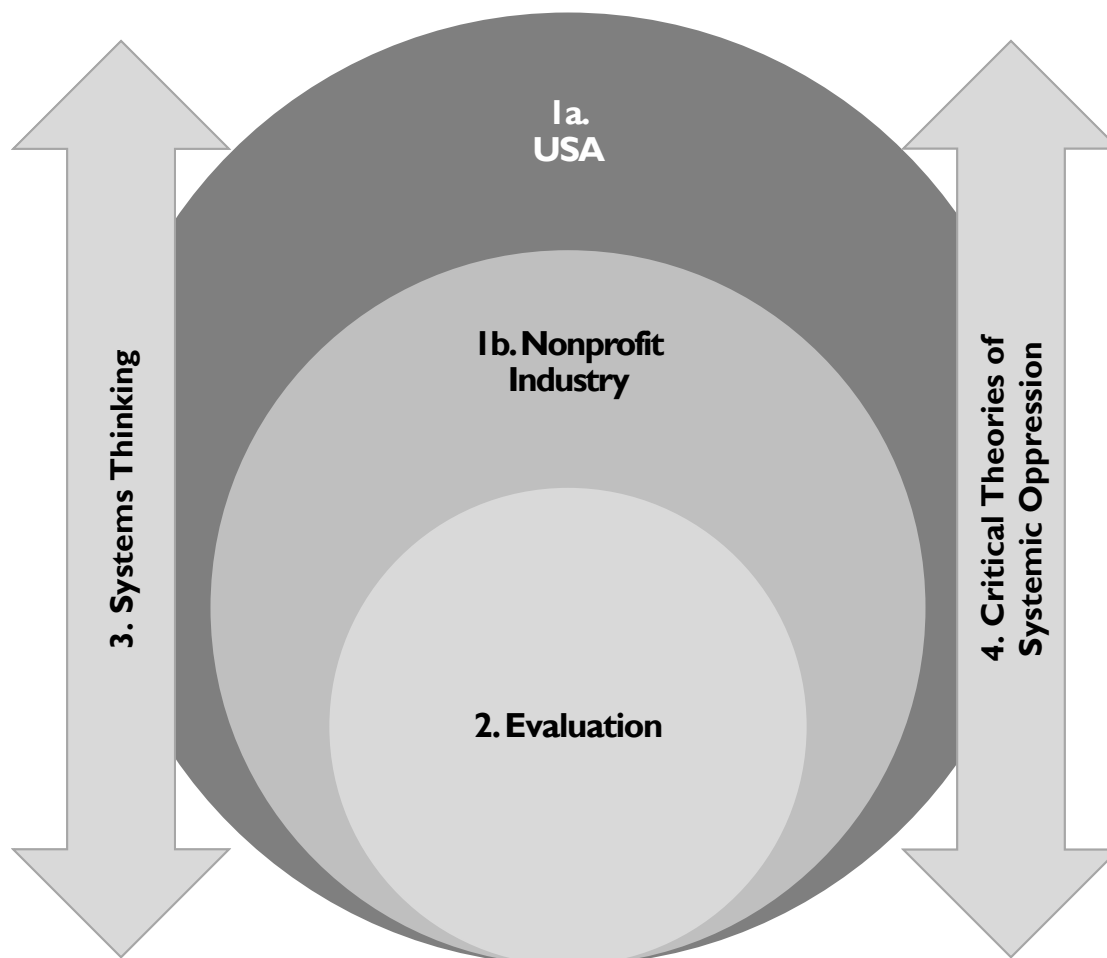 1a.
USA
1b. Nonprofit
Industry
2. Evaluation
3. Systems Thinking
4. Critical Theories of
Systemic Oppression